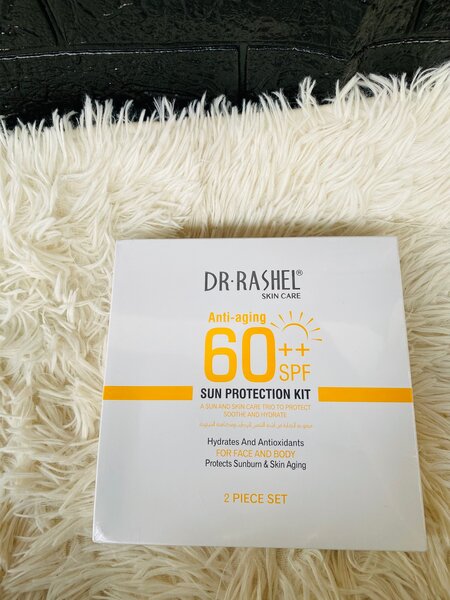 DR·RASHEL®
SKIN CARE
Anti-aging
60++
SPF
SUN PROTECTION KIT
A SUN AND SKIN CARE TRIO TO PROTECT
SOOTHE AND HYDRATE
Hydrates And Antioxidants
FOR FACE AND BODY
Protects Sunburn & Skin Aging
2 PIECE SET